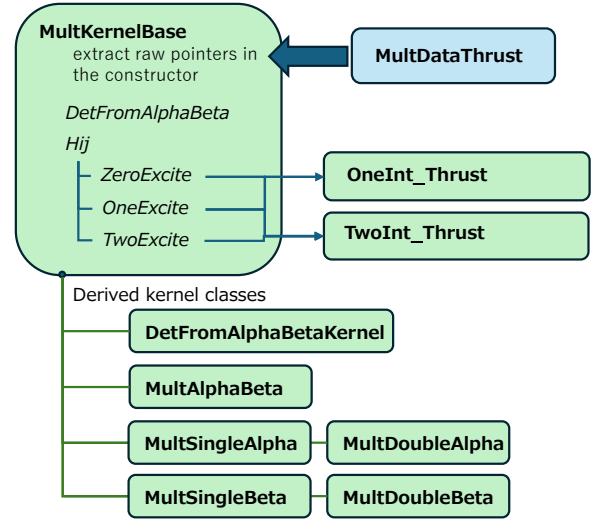 MultKernelBase
extract raw pointers in
the constructor
MultDataThrust
DetFromAlphaBeta
Hij
ZeroExcite
OneInt_Thrust
OneExcite
TwoExcite
TwoInt_Thrust
Derived kernel classes
DetFromAlphaBetaKernel
MultAlphaBeta
MultSingleAlpha
MultDoubleAlpha
MultSingleBeta
MultDoubleBeta